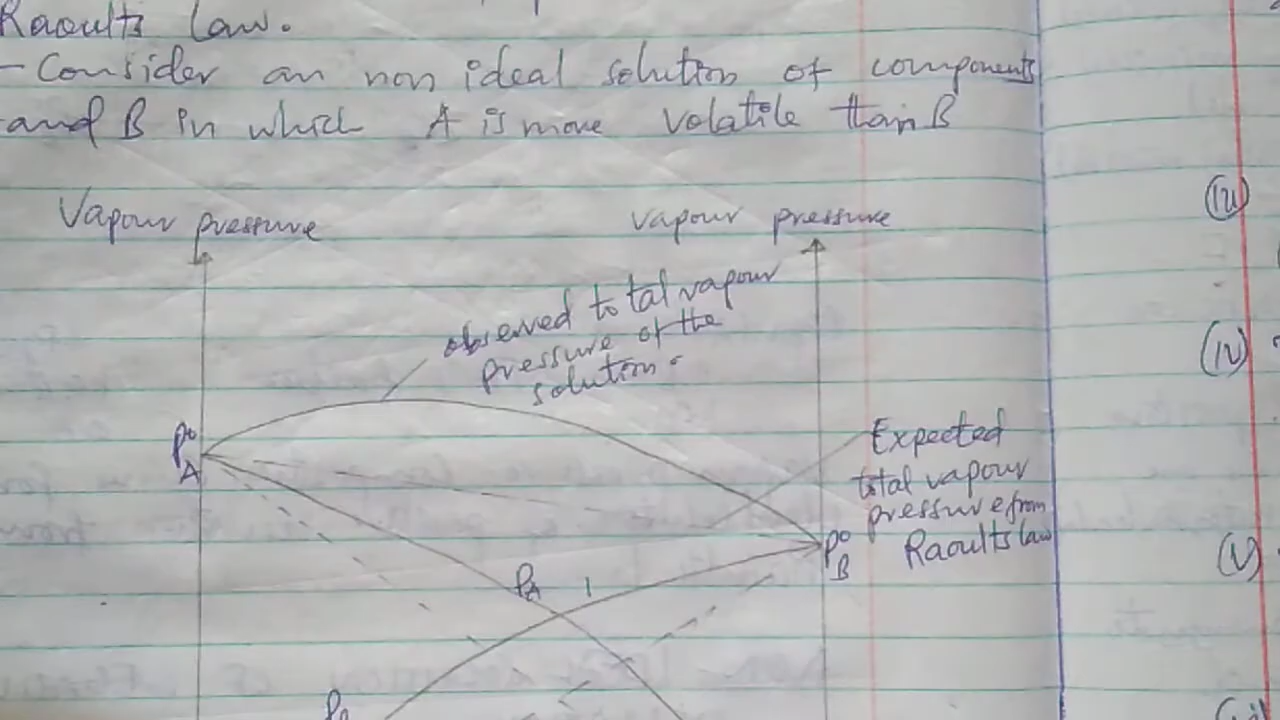 Raoults law.
- Consider an non ideal solution of components
and B in which A is more volatile than B
Vapour pressure
vapour pressure
observed total vapour
pressure of the
solution.
P°A
Expected
total vapour
pressure from
Raoults law
P°B
PA
(iv)
(v)